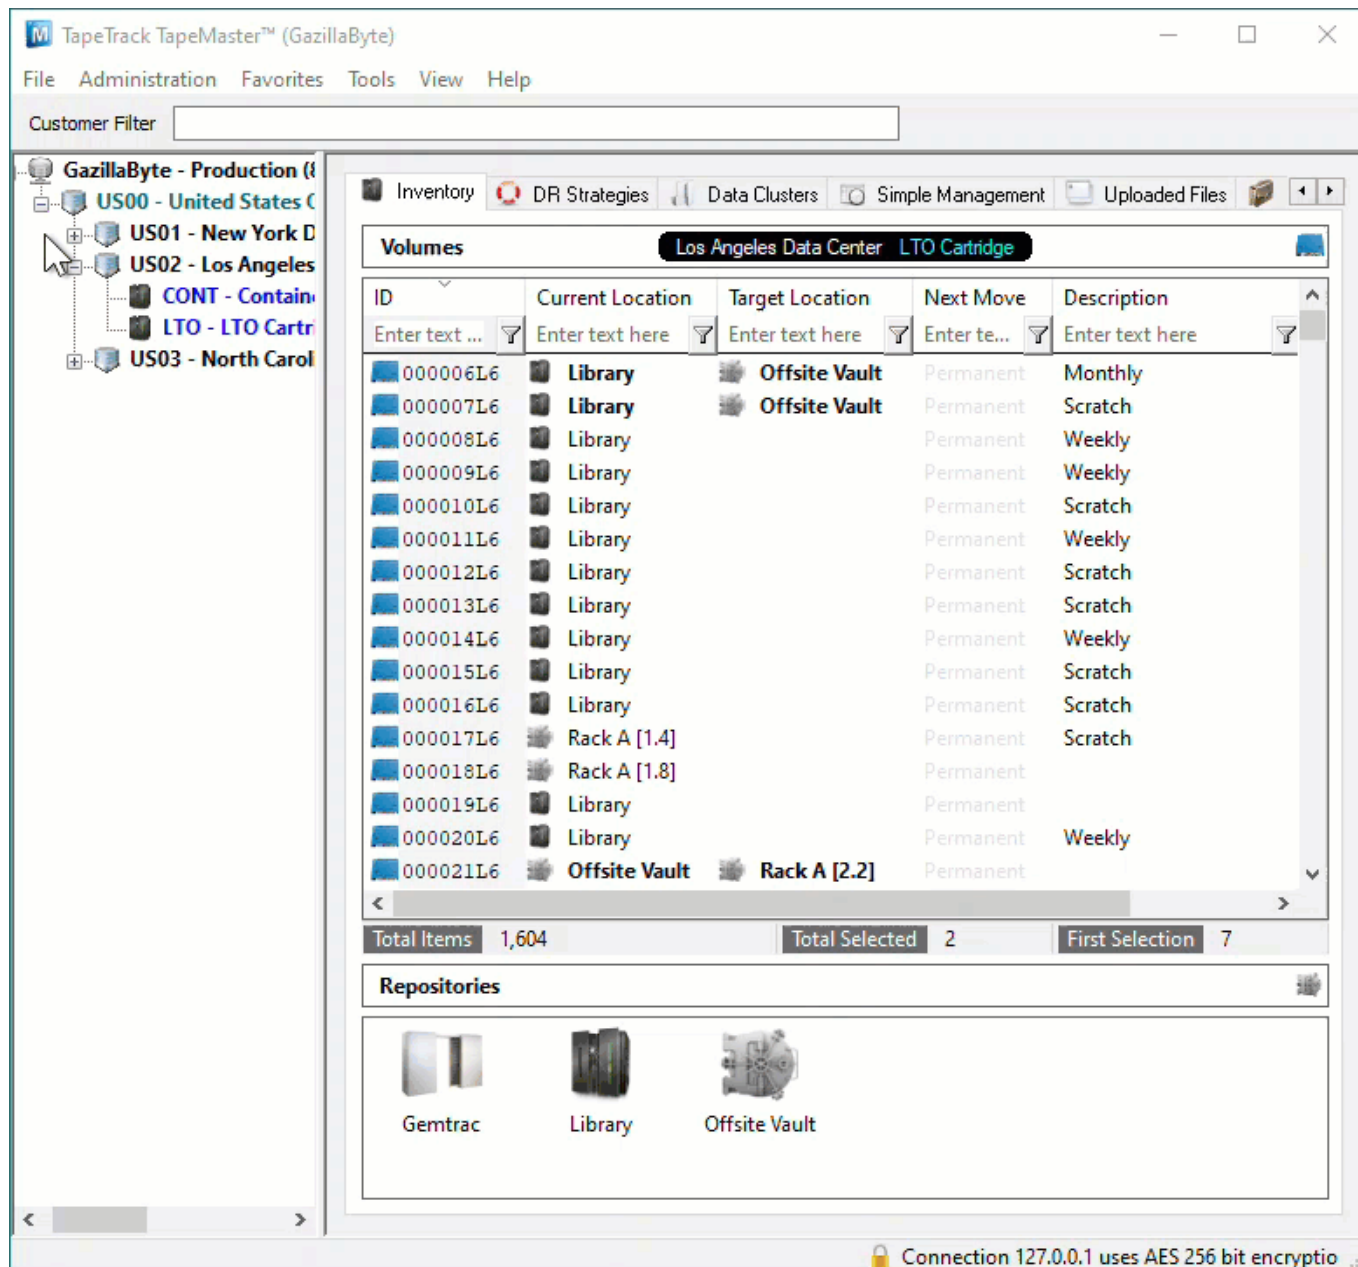 TapeTrack TapeMaster™ (GazillaByte)
File Administration Favorites Tools View Help
Customer Filter
GazillaByte - Production (8
US00 - United States C
US01 - New York D
US02 - Los Angeles
CONT - Contain
LTO - LTO Cartr
US03 - North Carol
Inventory DR Strategies Data Clusters Simple Management Uploaded Files
Volumes Los Angeles Data Center LTO Cartridge
ID Current Location Target Location Next Move Description
Enter text ... Enter text here Enter text here Enter te... Enter text here
000006L6 Library Offsite Vault Permanent Monthly
000007L6 Library Offsite Vault Permanent Scratch
000008L6 Library Permanent Weekly
000009L6 Library Permanent Weekly
000010L6 Library Permanent Scratch
000011L6 Library Permanent Weekly
000012L6 Library Permanent Scratch
000013L6 Library Permanent Scratch
000014L6 Library Permanent Weekly
000015L6 Library Permanent Scratch
000016L6 Library Permanent Scratch
000017L6 Rack A [1.4] Permanent Scratch
000018L6 Rack A [1.8] Permanent
000019L6 Library Permanent
000020L6 Library Permanent Weekly
000021L6 Offsite Vault Rack A [2.2] Permanent
Total Items 1,604 Total Selected 2 First Selection 7
Repositories
Gemtrac Library Offsite Vault
Connection 127.0.0.1 uses AES 256 bit encryptio